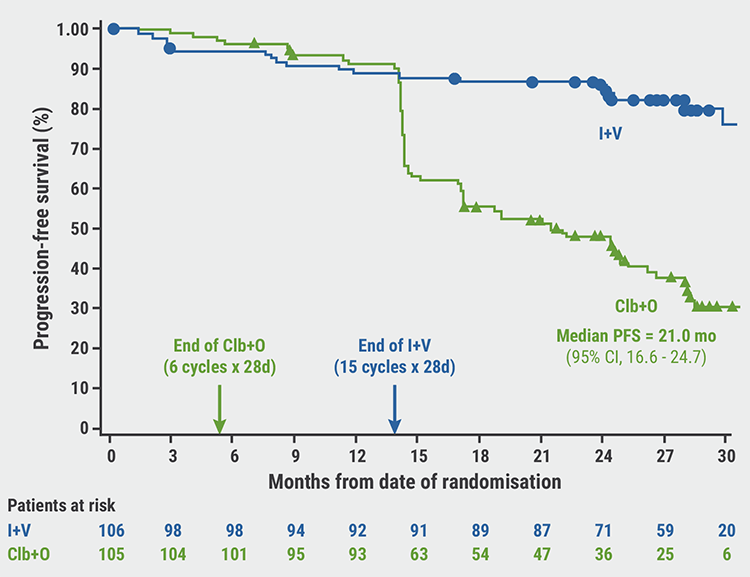 Progression-free survival (%)
1.00
90
80
70
60
50
40
30
20
10
0
I+V
Clb+O
Median PFS = 21.0 mo
(95% CI, 16.6 - 24.7)
End of Clb+O
(6 cycles x 28d)
End of I+V
(15 cycles x 28d)
0 3 6 9 12 15 18 21 24 27 30
Months from date of randomisation
Patients at risk
I+V 106 98 98 94 92 91 89 87 71 59 20
Clb+O 105 104 101 95 93 63 54 47 36 25 6